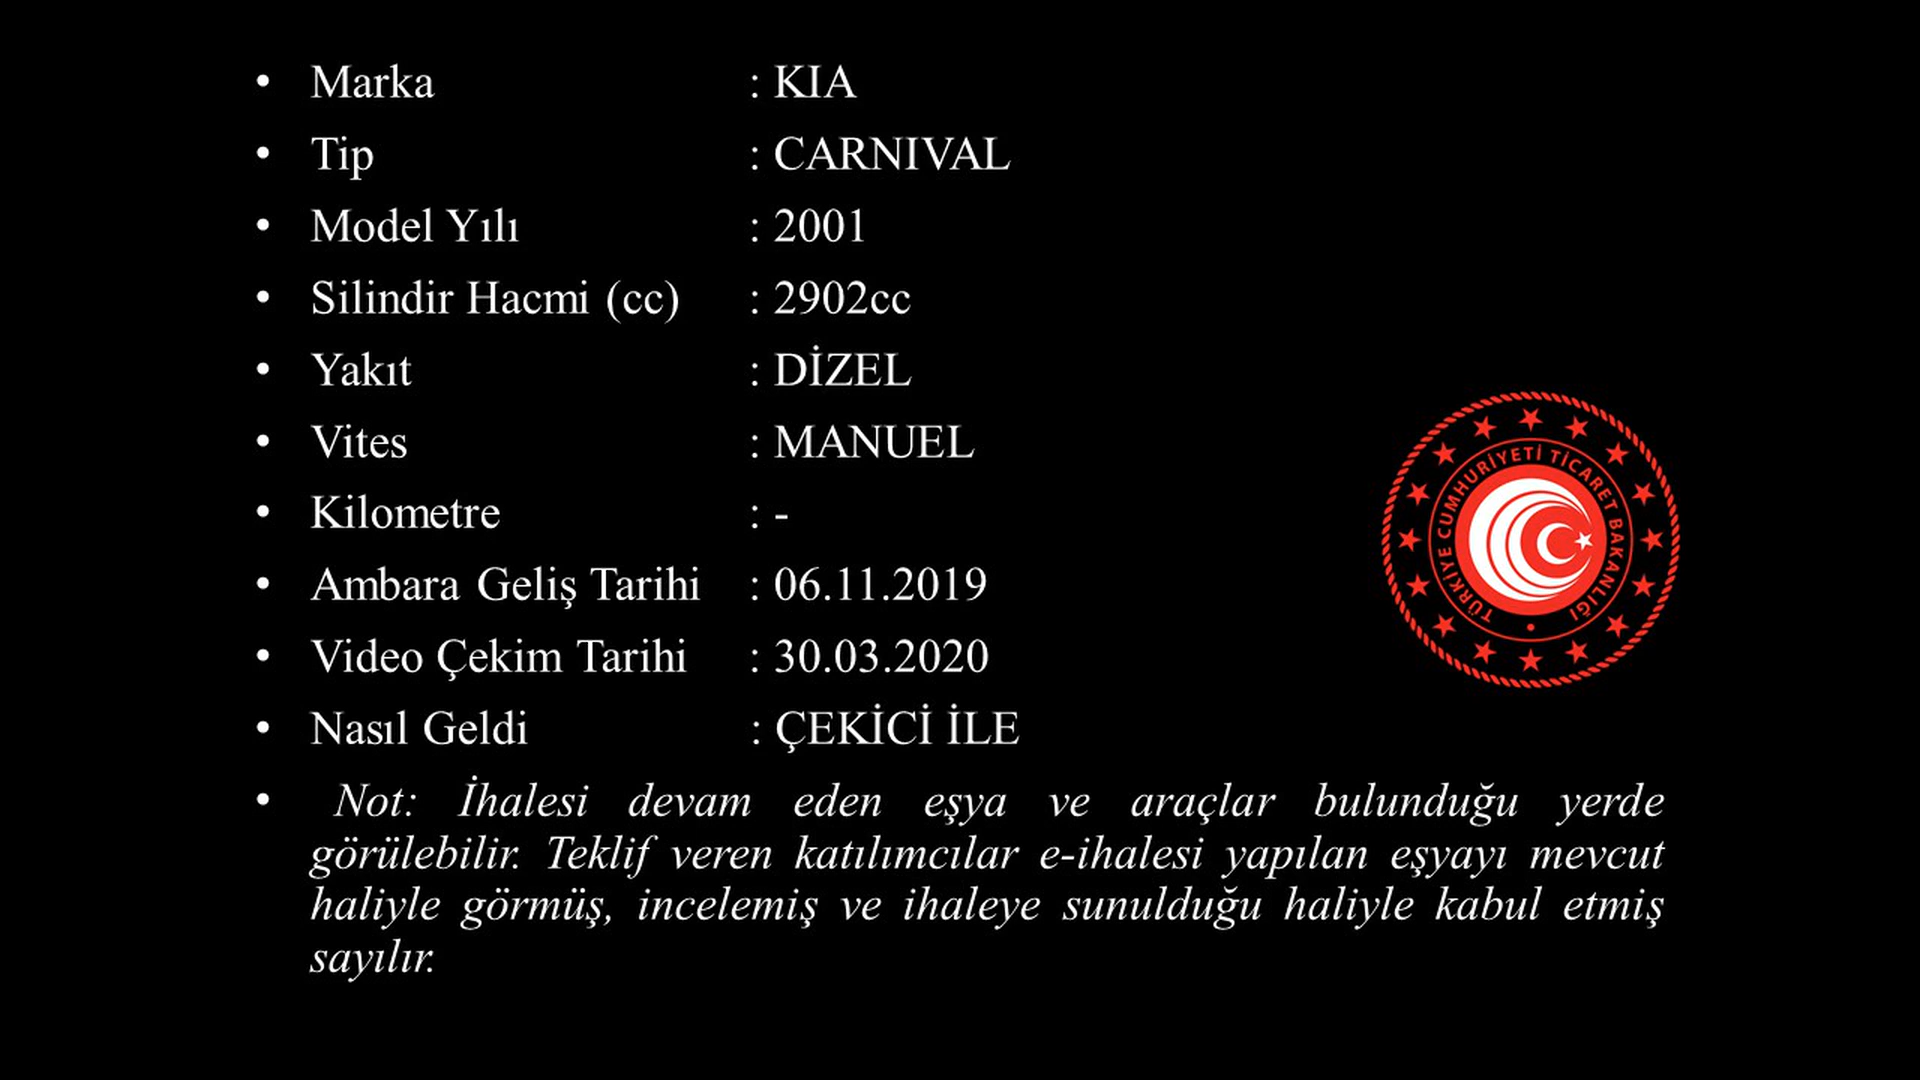 • Marka : KIA
• Tip : CARNIVAL
• Model Yılı : 2001
• Silindir Hacmi (cc) : 2902cc
• Yakıt : DİZEL
• Vites : MANUEL
• Kilometre : -
• Ambara Geliş Tarihi : 06.11.2019
• Video Çekim Tarihi : 30.03.2020
• Nasıl Geldi : ÇEKİCİ İLE
• Not: İhalesi devam eden eşya ve araçlar bulunduğu yerde
görülebilir. Teklif veren katılımcılar e-ihalesi yapılan eşyayı mevcut
haliyle görmüş, incelemiş ve ihaleye sunulduğu haliyle kabul etmiş
sayılır.
TÜRKİYE CUMHURİYETİ TİCARET BAKANLIĞI